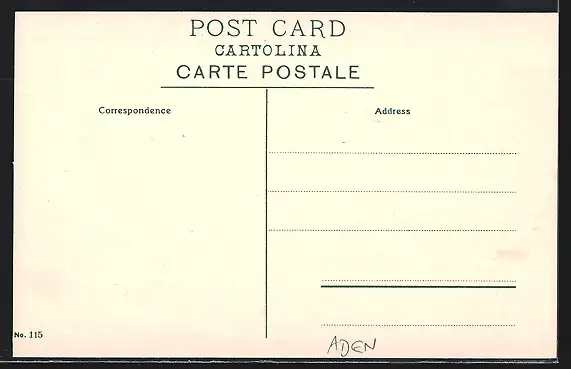 POST CARD
CARTOLINA
CARTE POSTALE
Correspondence
Address
No. 115
ADEN